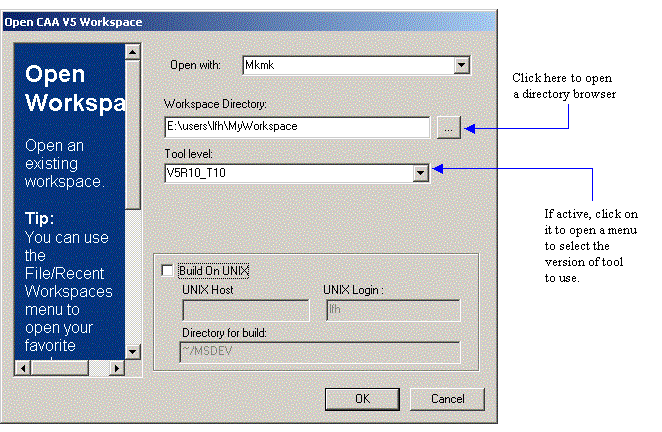 Open CAA V5 Workspace
Open
Workspa
Open an
existing
workspace.
Tip:
You can use
the
File/Recent
Workspaces
menu to
open your
favorite
Open with:
Mkmk
Workspace Directory:
E:\users\lfh\MyWorkspace
...
Tool level:
V5R10_T10
Build On UNIX
UNIX Host
UNIX Login :
lfh
Directory for build:
~/MSDEV
OK
Cancel
Click here to open
a directory browser
If active, click on
it to open a menu
to select the
version of tool
to use.